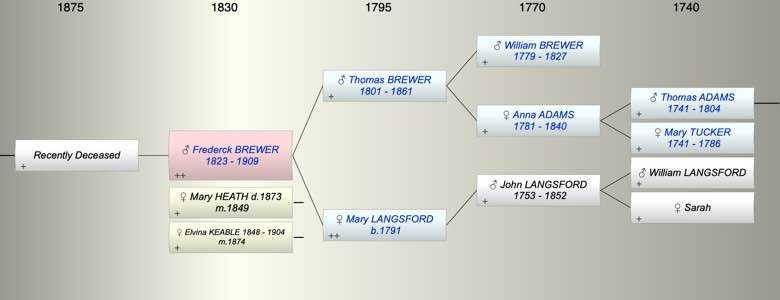 1875
1830
1795
1770
1740
Recently Deceased
+
♂ Frederck BREWER
1823 - 1909
++
♀ Mary HEATH d.1873
m.1849
+
♀ Elvina KEABLE 1848 - 1904
m.1874
+
♂ Thomas BREWER
1801 - 1861
+
♀ Mary LANGSFORD
b.1791
++
♂ William BREWER
1779 - 1827
+
♀ Anna ADAMS
1781 - 1840
+
♂ John LANGSFORD
1753 - 1852
+
♂ Thomas ADAMS
1741 - 1804
+
♀ Mary TUCKER
1741 - 1786
+
♂ William LANGSFORD
+
♀ Sarah
+